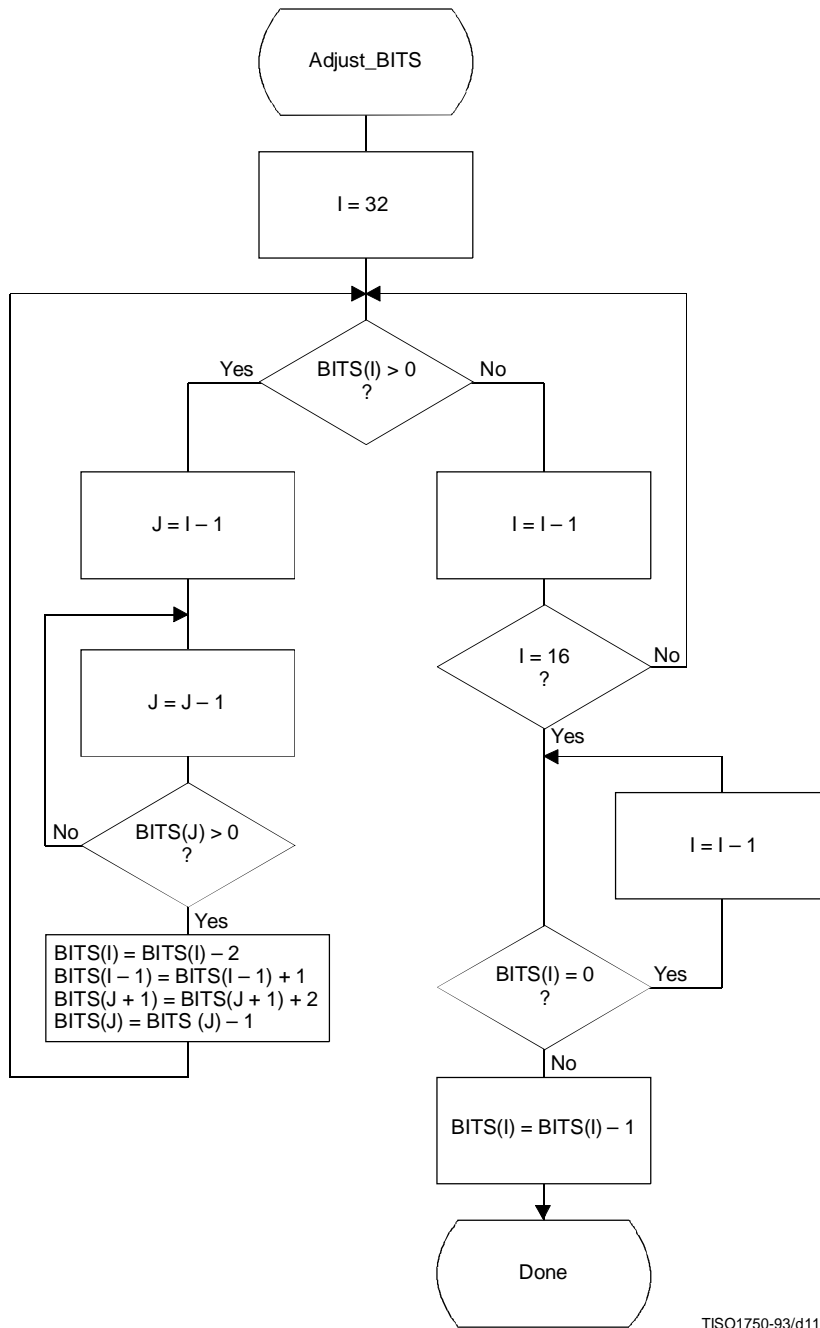 Adjust_BITS
I = 32
BITS(I) > 0
?
Yes
No
J = I – 1
I = I – 1
I = 16
?
No
Yes
J = J – 1
I = I – 1
BITS(J) > 0
?
No
Yes
BITS(I) = BITS(I) – 2
BITS(I – 1) = BITS(I – 1) + 1
BITS(J + 1) = BITS(J + 1) + 2
BITS(J) = BITS (J) – 1
BITS(I) = 0
?
Yes
No
BITS(I) = BITS(I) – 1
Done
TISO1750-93/d11